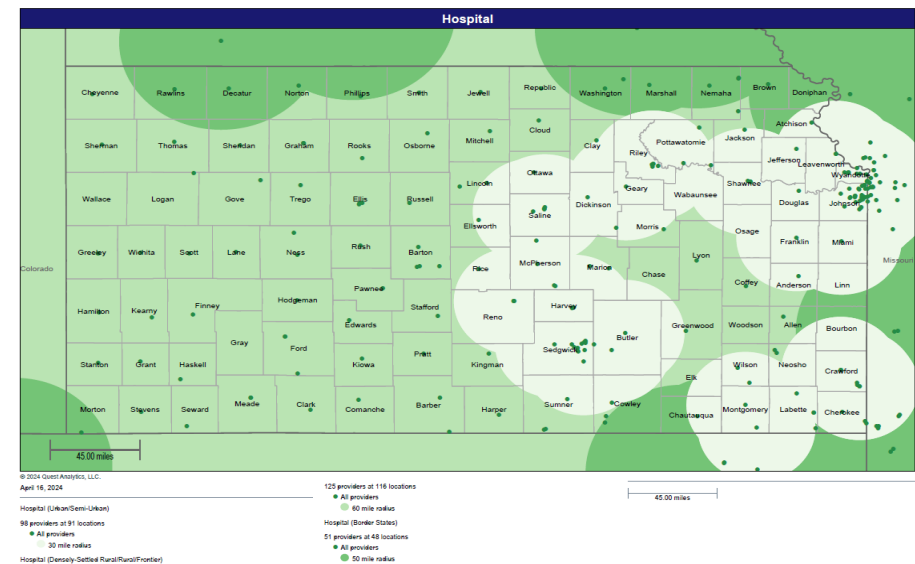 Hospital
Cheyenne Rawlins Decatur Norton Phillips Smith Jewell Republic Washington Marshall Nemaha Brown Doniphan
Atchison
Sherman Thomas Sheridan Graham Rooks Osborne Mitchell Cloud Clay Riley Pottawatomie Jackson
Jefferson Leavenworth
Lincoln Ottawa Geary Wabaunsee Shawnee Wyandotte
Wallace Logan Gove Trego Ellis Russell Saline Dickinson Douglas Johnson
Ellsworth Morris Osage
Greeley Wichita Scott Lane Ness Rush Barton McPherson Marion Lyon Franklin Miami
Colorado Rice Chase Missouri
Hamilton Kearny Finney Hodgeman Pawnee Stafford Reno Harvey Coffey Anderson Linn
Gray Ford Edwards Greenwood Woodson Allen Bourbon
Stanton Grant Haskell Kiowa Pratt Kingman Sedgwick Butler Elk Wilson Neosho Crawford
Morton Stevens Seward Meade Clark Comanche Barber Harper Sumner Cowley Chautauqua Montgomery Labette Cherokee
45.00 miles
© 2024 Quest Analytics, LLC.
April 16, 2024
Hospital (Urban/Semi-Urban)
98 providers at 91 locations
All providers
30 mile radius
Hospital (Densely-Settled Rural/Rural/Frontier)
125 providers at 116 locations
All providers
60 mile radius
Hospital (Border States)
51 providers at 48 locations
All providers
50 mile radius
45.00 miles